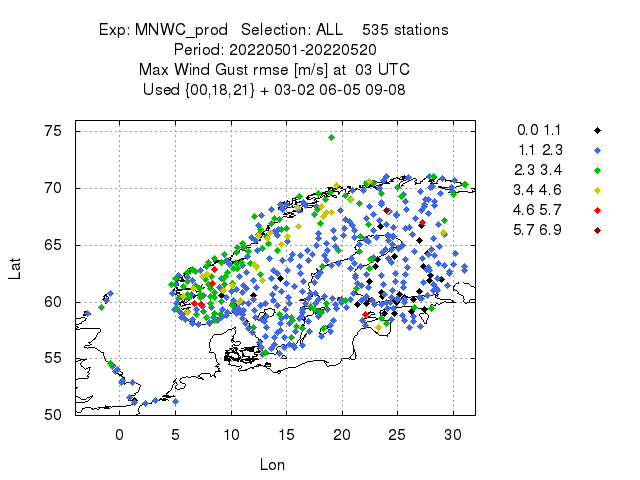 Exp: MNWC_prod   Selection: ALL    535 stations
Period: 20220501-20220520
Max Wind Gust rmse [m/s] at  03 UTC
Used {00,18,21} + 03-02 06-05 09-08
75
70
65
60
55
50
Lat
0 5 10 15 20 25 30
Lon
0.0 1.1
1.1 2.3
2.3 3.4
3.4 4.6
4.6 5.7
5.7 6.9